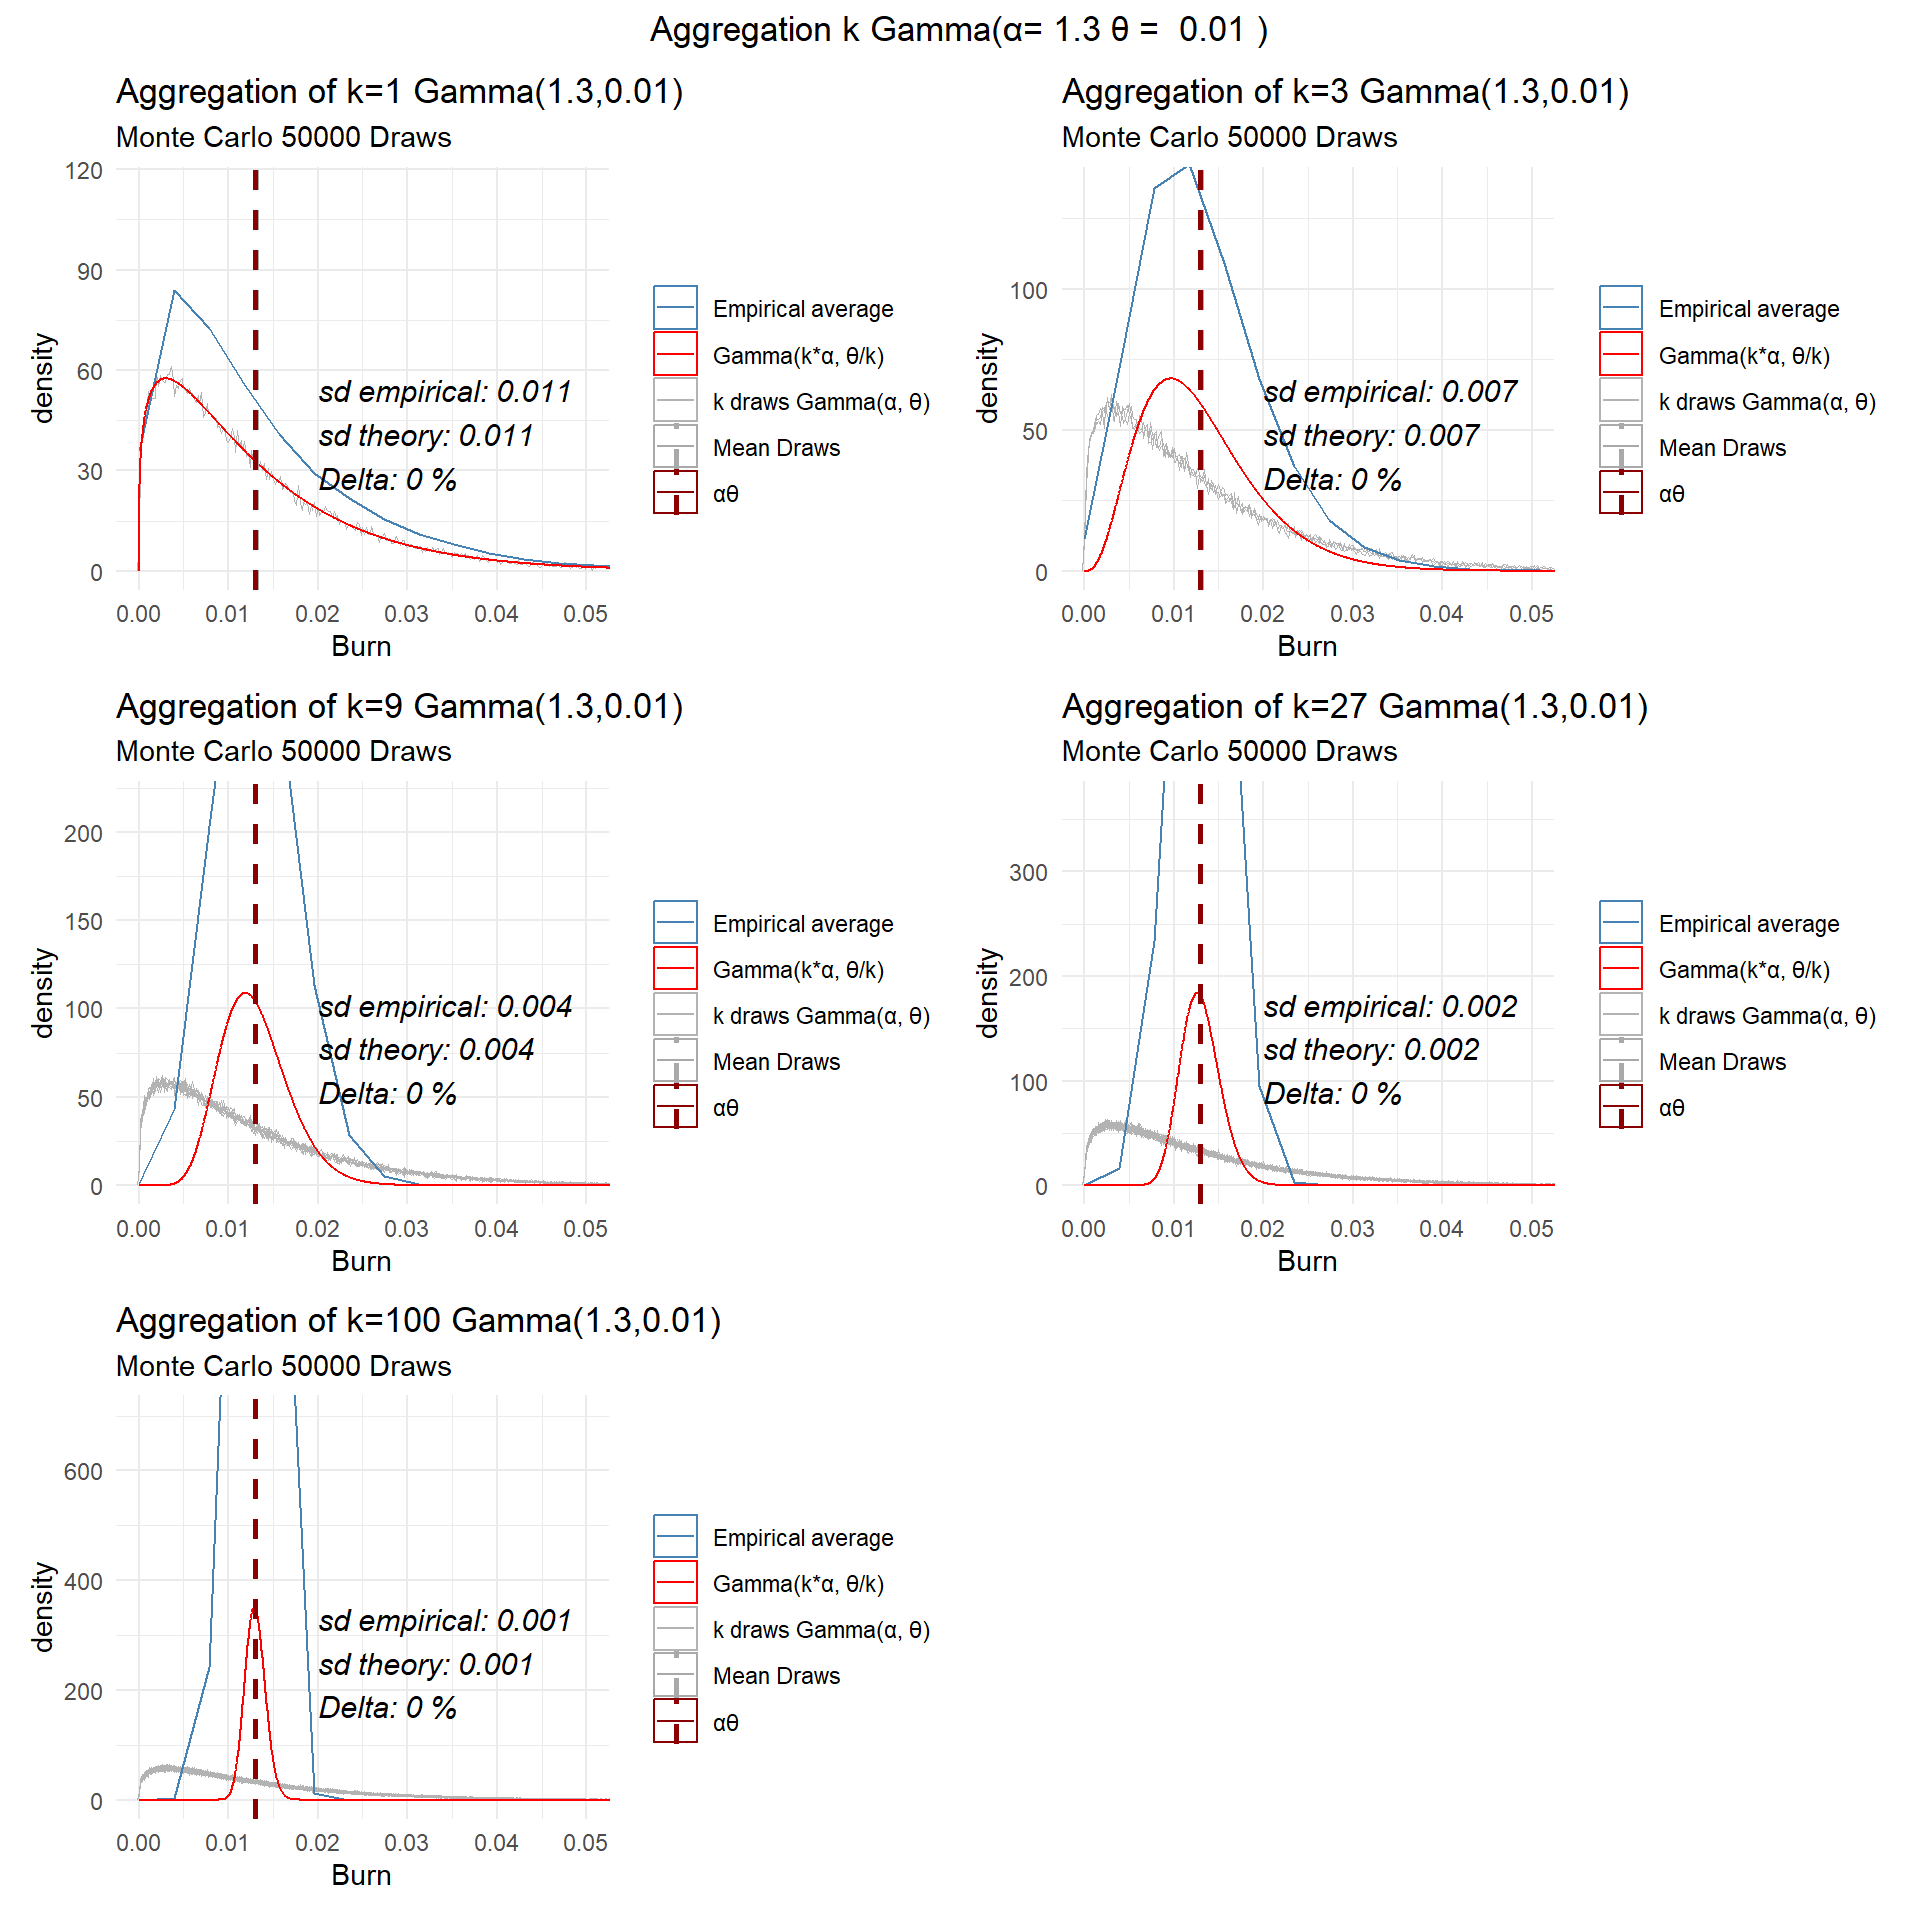 Aggregation k Gamma(α= 1.3 θ =  0.01 )
Aggregation of k=1 Gamma(1.3,0.01)
Monte Carlo 50000 Draws
120
90
60
30
0
density
sd empirical: 0.011
sd theory: 0.011
Delta: 0 %
0.00 0.01 0.02 0.03 0.04 0.05
Burn
Empirical average
Gamma(k*α, θ/k)
k draws Gamma(α, θ)
Mean Draws
αθ
Aggregation of k=3 Gamma(1.3,0.01)
Monte Carlo 50000 Draws
100
50
0
density
sd empirical: 0.007
sd theory: 0.007
Delta: 0 %
0.00 0.01 0.02 0.03 0.04 0.05
Burn
Empirical average
Gamma(k*α, θ/k)
k draws Gamma(α, θ)
Mean Draws
αθ
Aggregation of k=9 Gamma(1.3,0.01)
Monte Carlo 50000 Draws
200
150
100
50
0
density
sd empirical: 0.004
sd theory: 0.004
Delta: 0 %
0.00 0.01 0.02 0.03 0.04 0.05
Burn
Empirical average
Gamma(k*α, θ/k)
k draws Gamma(α, θ)
Mean Draws
αθ
Aggregation of k=27 Gamma(1.3,0.01)
Monte Carlo 50000 Draws
300
200
100
0
density
sd empirical: 0.002
sd theory: 0.002
Delta: 0 %
0.00 0.01 0.02 0.03 0.04 0.05
Burn
Empirical average
Gamma(k*α, θ/k)
k draws Gamma(α, θ)
Mean Draws
αθ
Aggregation of k=100 Gamma(1.3,0.01)
Monte Carlo 50000 Draws
600
400
200
0
density
sd empirical: 0.001
sd theory: 0.001
Delta: 0 %
0.00 0.01 0.02 0.03 0.04 0.05
Burn
Empirical average
Gamma(k*α, θ/k)
k draws Gamma(α, θ)
Mean Draws
αθ